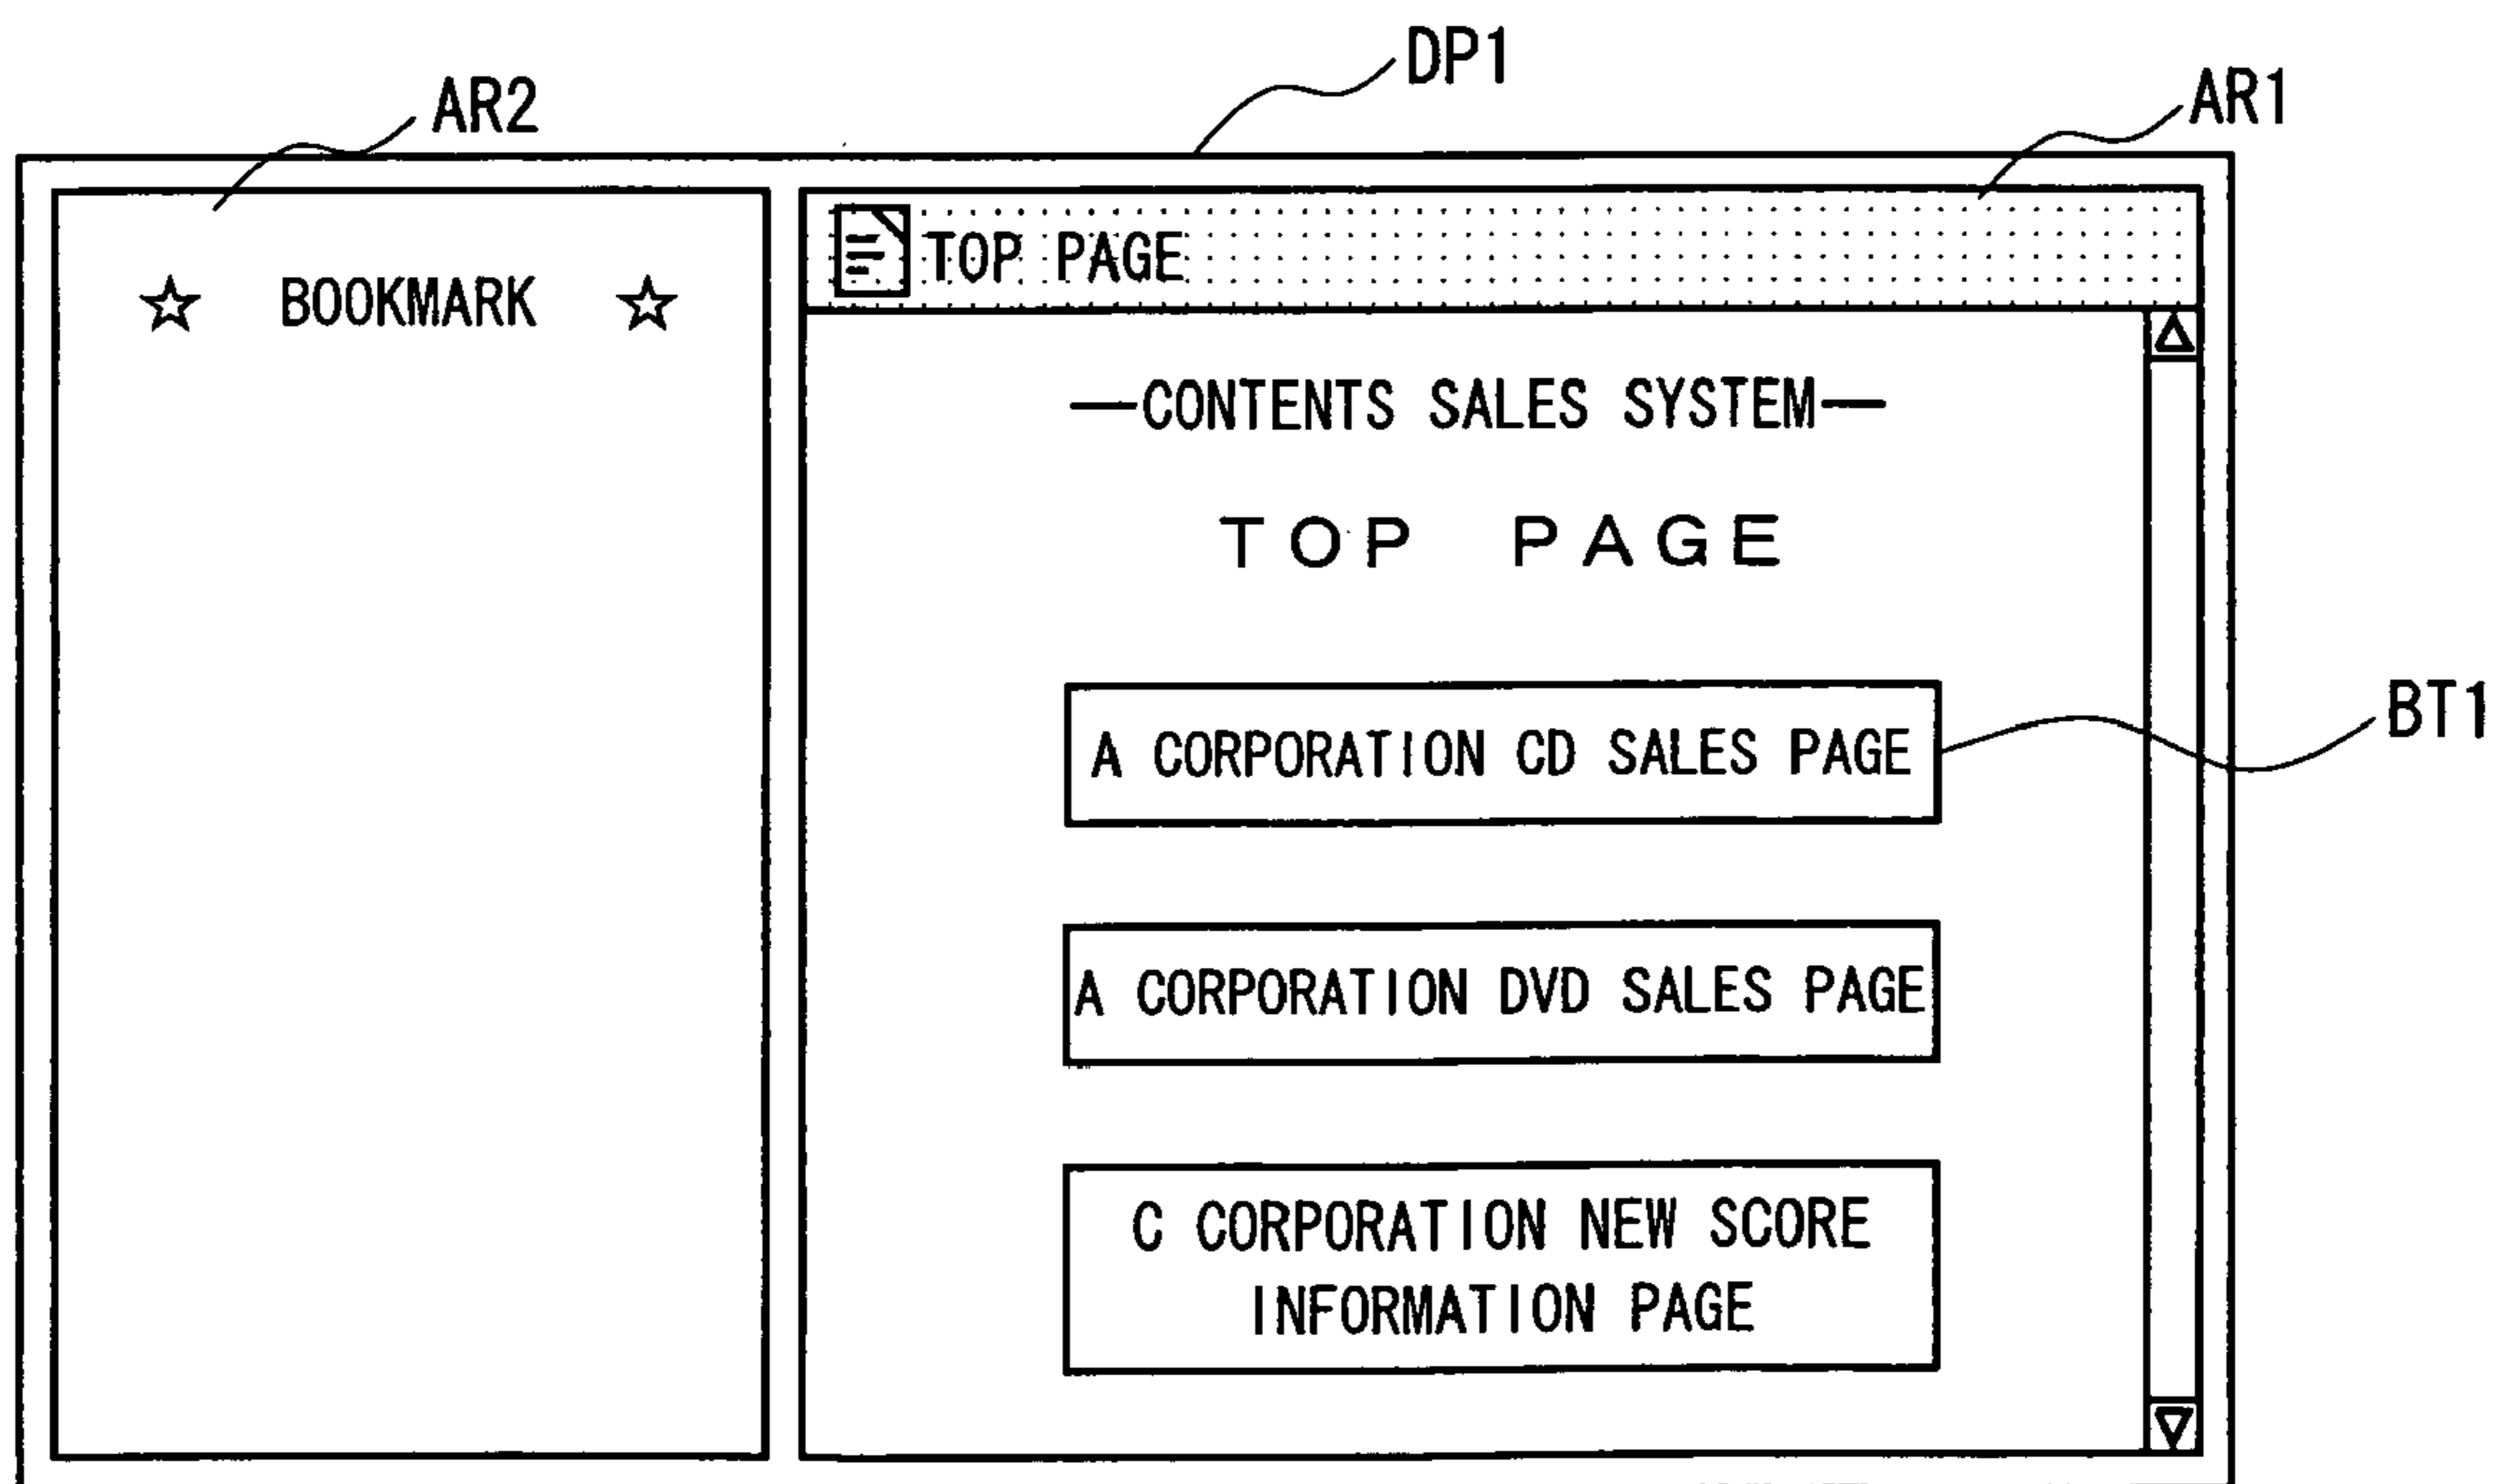 DP1
AR2
AR1
☆ BOOKMARK ☆
TOP PAGE
—CONTENTS SALES SYSTEM—
TOP PAGE
BT1
A CORPORATION CD SALES PAGE
A CORPORATION DVD SALES PAGE
C CORPORATION NEW SCORE
INFORMATION PAGE